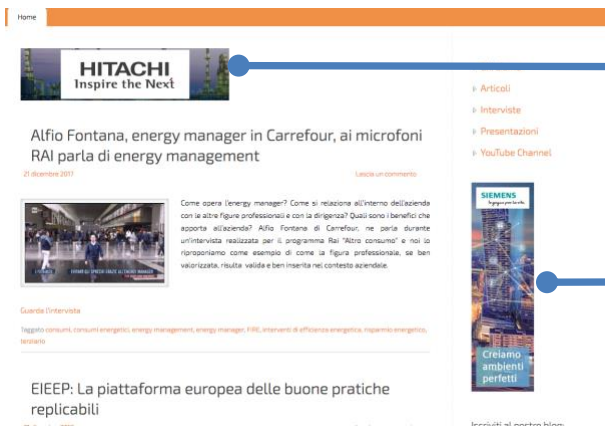 Home
HITACHI
Inspire the Next
Alfio Fontana, energy manager in Carrefour, ai microfoni
RAI parla di energy management
21 dicembre 2017
Lascia un commento
Come opera l'energy manager? Come si relaziona all'interno dell'azienda
con le altre figure professionali e con la dirigenza? Quali sono i benefici che
apporta all'azienda? Alfio Fontana di Carrefour, ne parla durante
un'intervista realizzata per il programma Rai "Altro consumo" e noi lo
riproponiamo come esempio di come la figura professionale, se ben
valorizzata, risulta valida e ben inserita nel contesto aziendale.
Guarda l'intervista
Taggato consumi, consumi energetici, energy management, energy manager, FIRE, interventi di efficienza energetica, risparmio energetico,
terziario
EIEEP: La piattaforma europea delle buone pratiche
replicabili
Articoli
Interviste
Presentazioni
YouTube Channel
SIEMENS
Ingegno per la vita
Creiamo
ambienti
perfetti
Iscriviti al nostro blog: